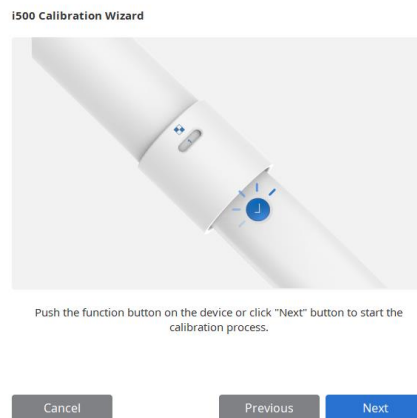 i500 Calibration Wizard
Push the function button on the device or click "Next" button to start the
calibration process.
Cancel
Previous
Next